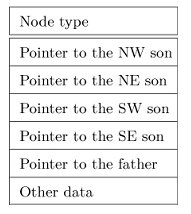 Node type
Pointer to the NW son
Pointer to the NE son
Pointer to the SW son
Pointer to the SE son
Pointer to the father
Other data